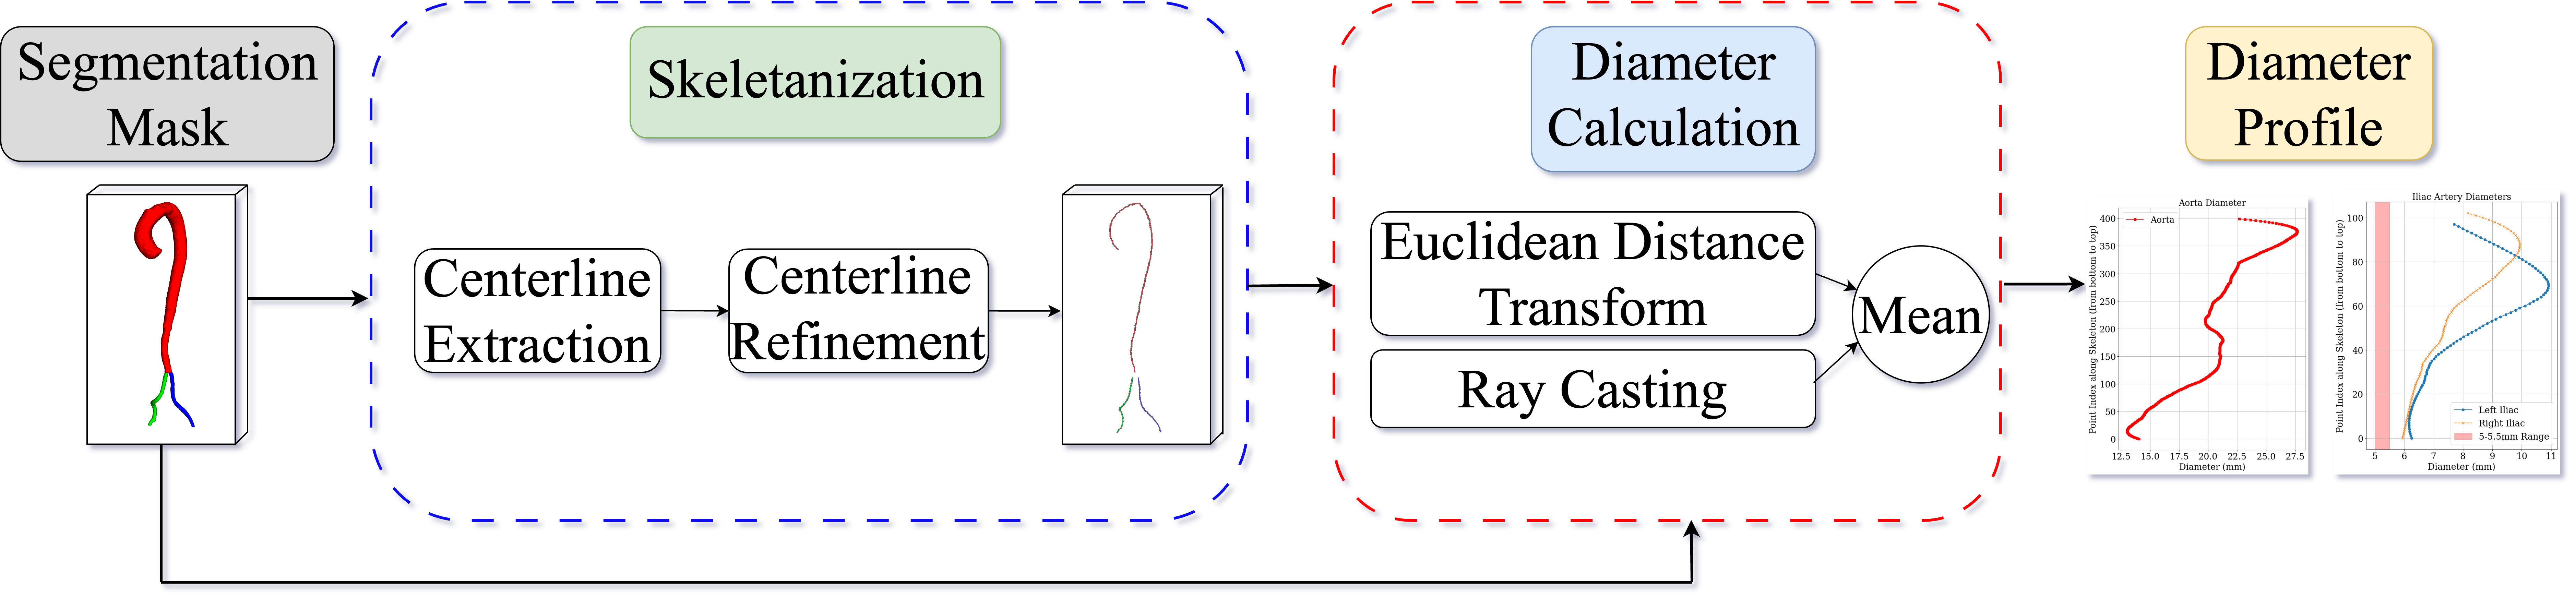 Segmentation
Mask
Skeletanization
Centerline
Extraction
Centerline
Refinement
Diameter
Calculation
Euclidean Distance
Transform
Ray Casting
Mean
Diameter
Profile
Aorta Diameter
Aorta
Point Index along Skeleton (from bottom to top)
400
350
300
250
200
150
100
50
0
12.5 15.0 17.5 20.0 22.5 25.0 27.5
Diameter (mm)
Iliac Artery Diameters
Point Index along Skeleton (from bottom to top)
100
80
60
40
20
0
Left Iliac
Right Iliac
5-5.5mm Range
5 6 7 8 9 10 11
Diameter (mm)